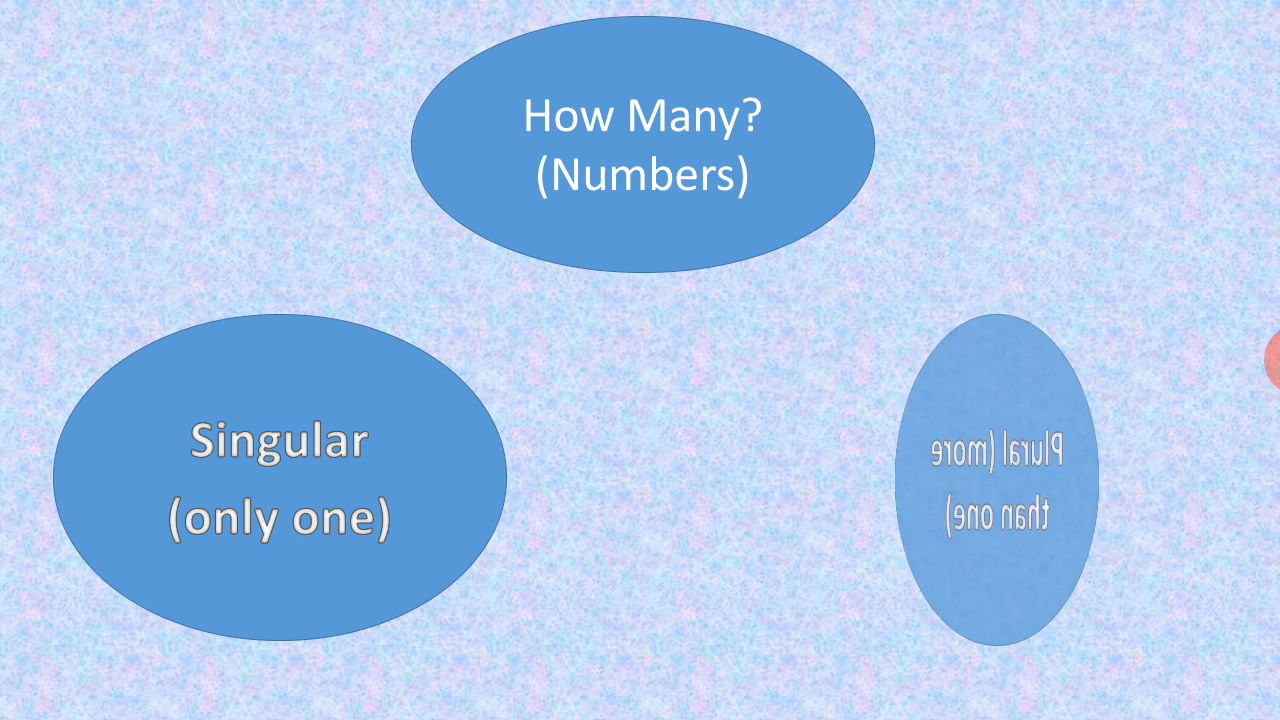 How Many?
(Numbers)
Singular
(only one)
Plural (more
than one)